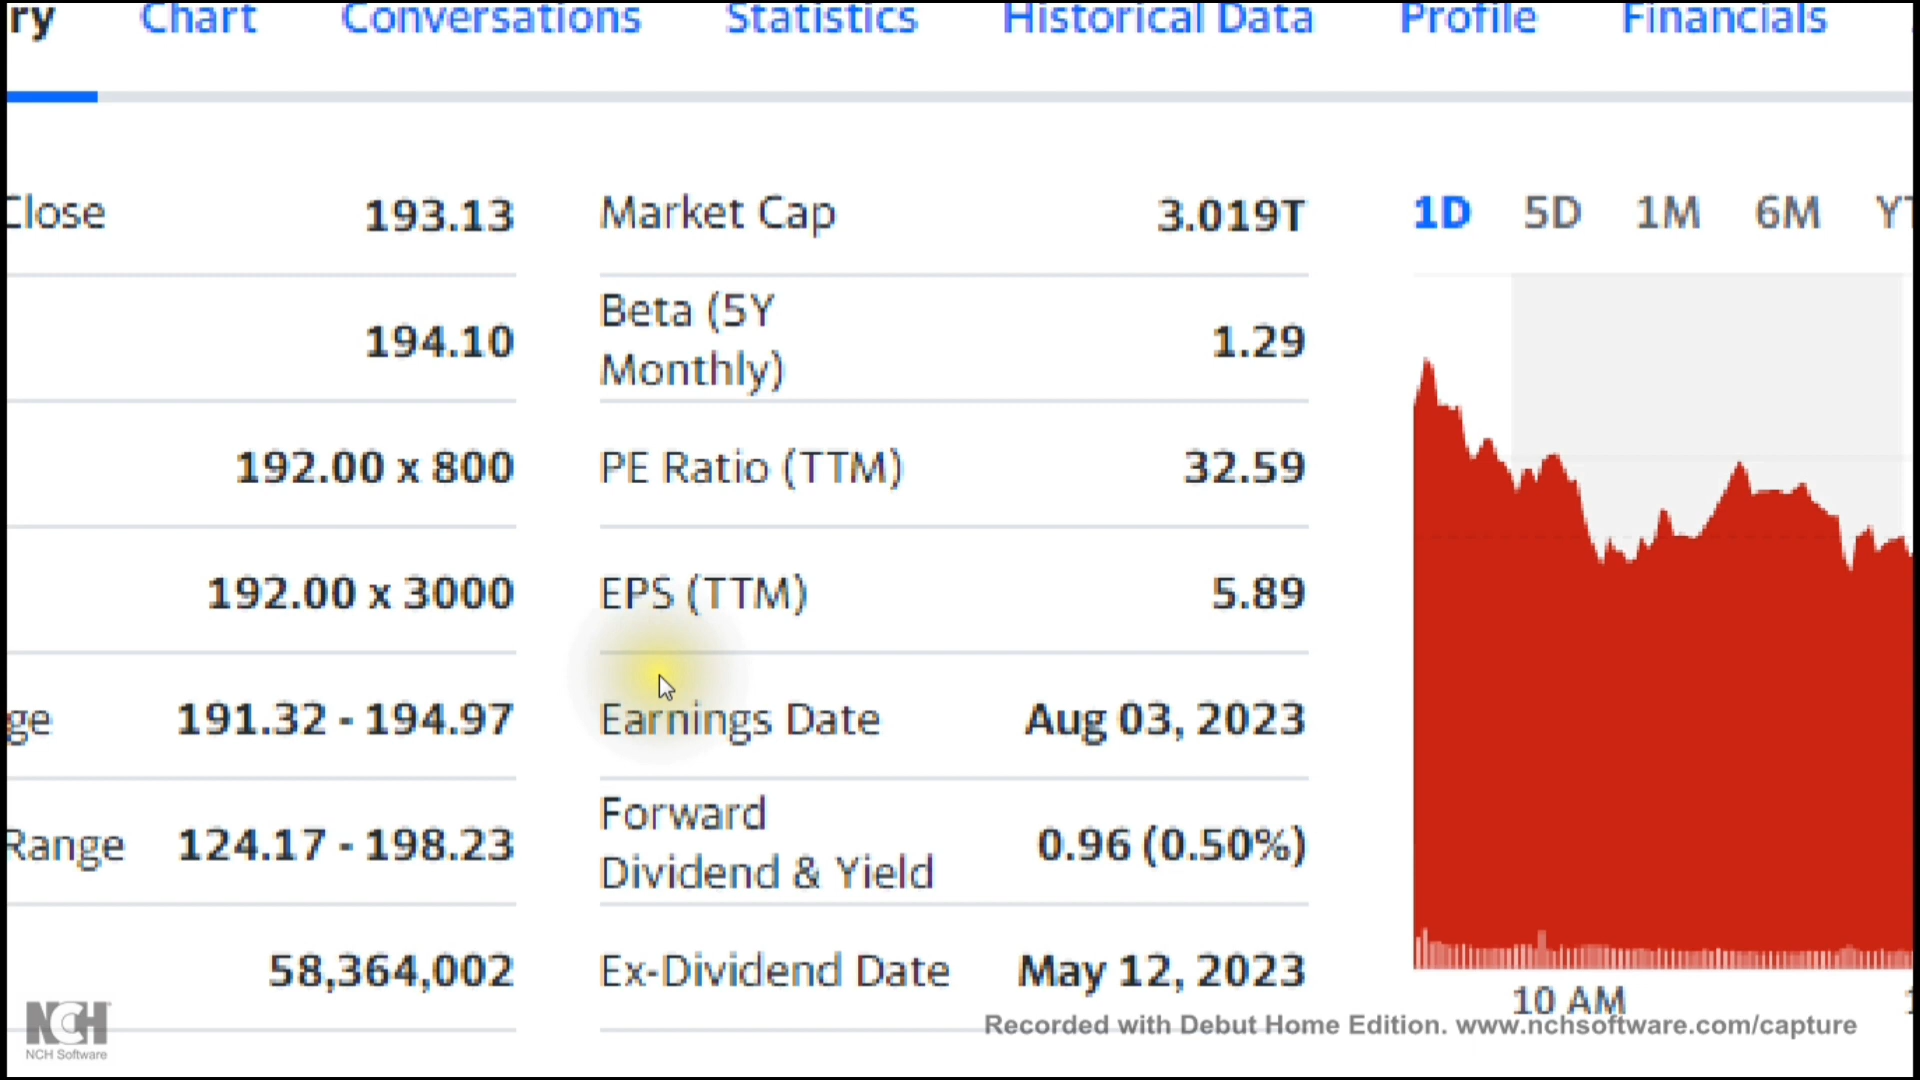 ry Chart Conversations Statistics Historical Data Profile Financials
Close 193.13 Market Cap 3.019T 1D 5D 1M 6M YT
194.10 Beta (5Y
Monthly) 1.29
192.00 x 800 PE Ratio (TTM) 32.59
192.00 x 3000 EPS (TTM) 5.89
ge 191.32 - 194.97 Earnings Date Aug 03, 2023
Range 124.17 - 198.23 Forward
Dividend & Yield 0.96 (0.50%)
58,364,002 Ex-Dividend Date May 12, 2023
10 AM
NCH
NCH Software
Recorded with Debut Home Edition. www.nchsoftware.com/capture